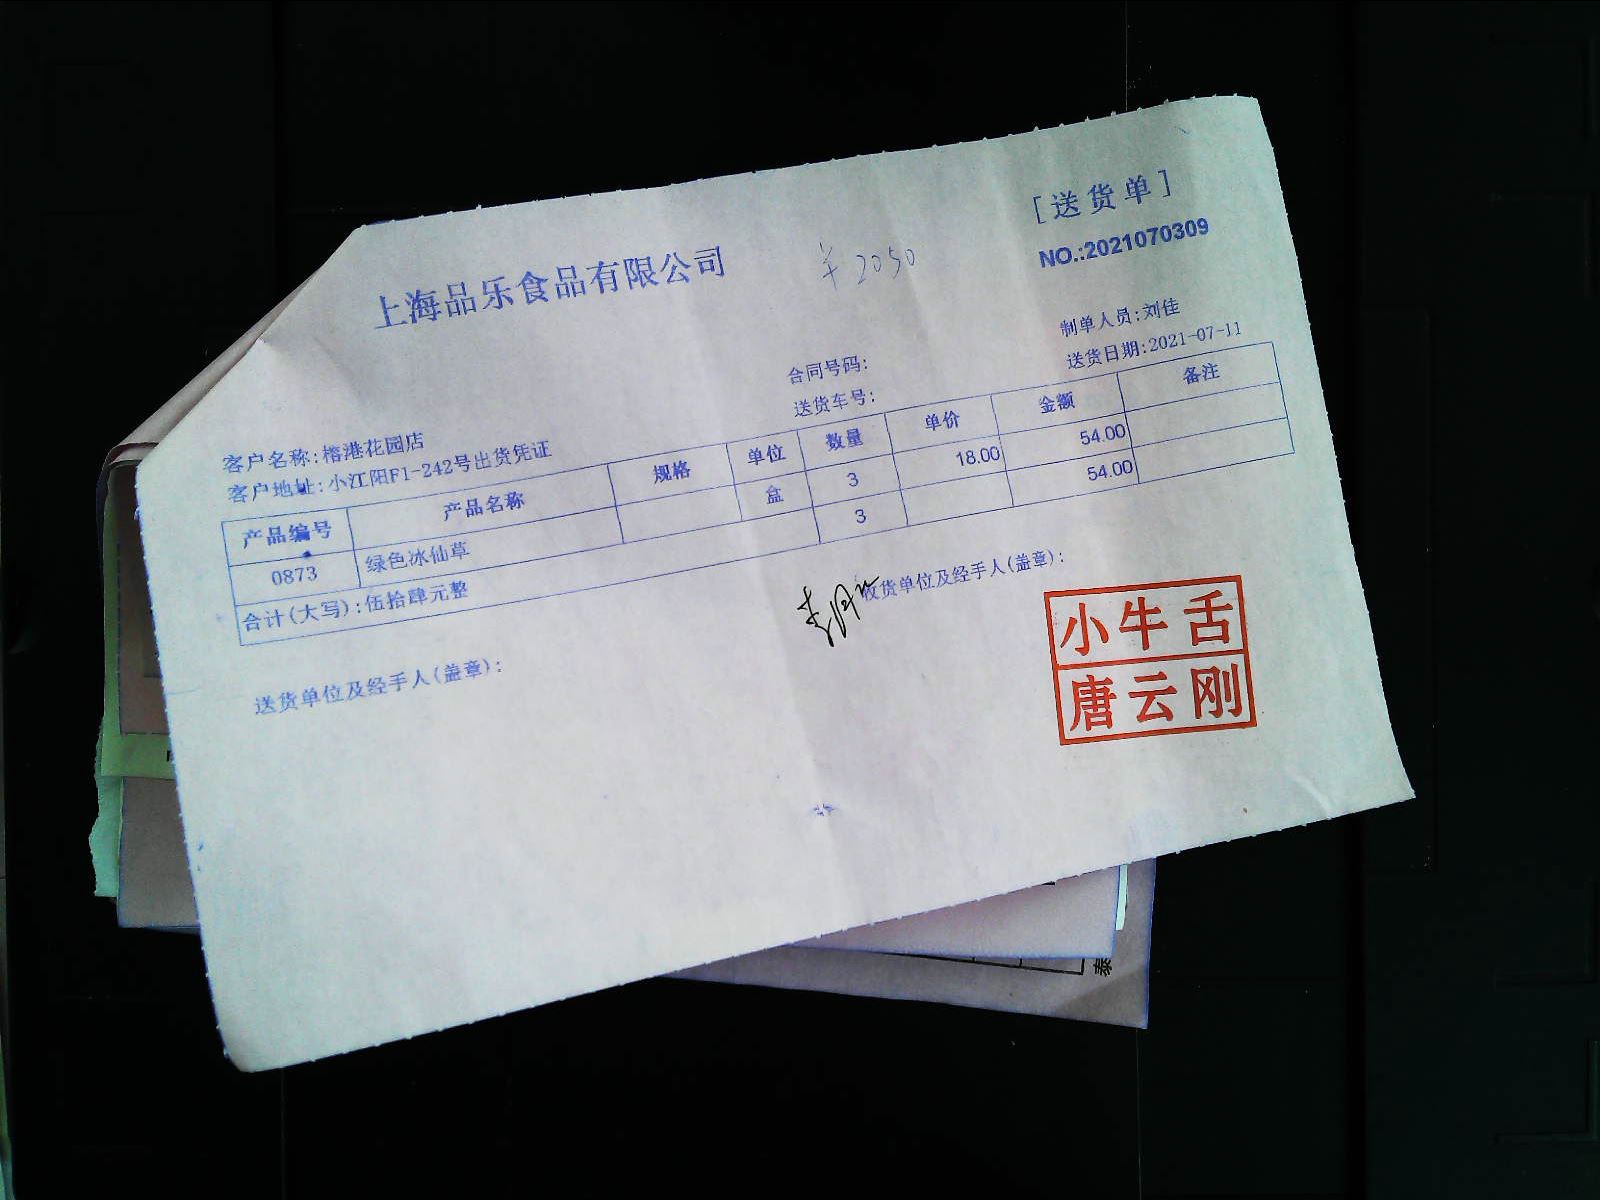 [送货单]
上海品乐食品有限公司
¥ 2050
NO.:2021070309
制单人员:刘佳
合同号码:
送货日期:2021-07-11
客户名称:榕港花园店
送货车号:
客户地址:小江阳F1-242号出货凭证
产品编号 产品名称 规格 单位 数量 单价 金额 备注
0873 绿色冰仙草 盒 3 18.00 54.00
合计(大写):伍拾肆元整 3 54.00
送货单位及经手人(盖章):
收货单位及经手人(盖章):
小牛舌
唐云刚
泰